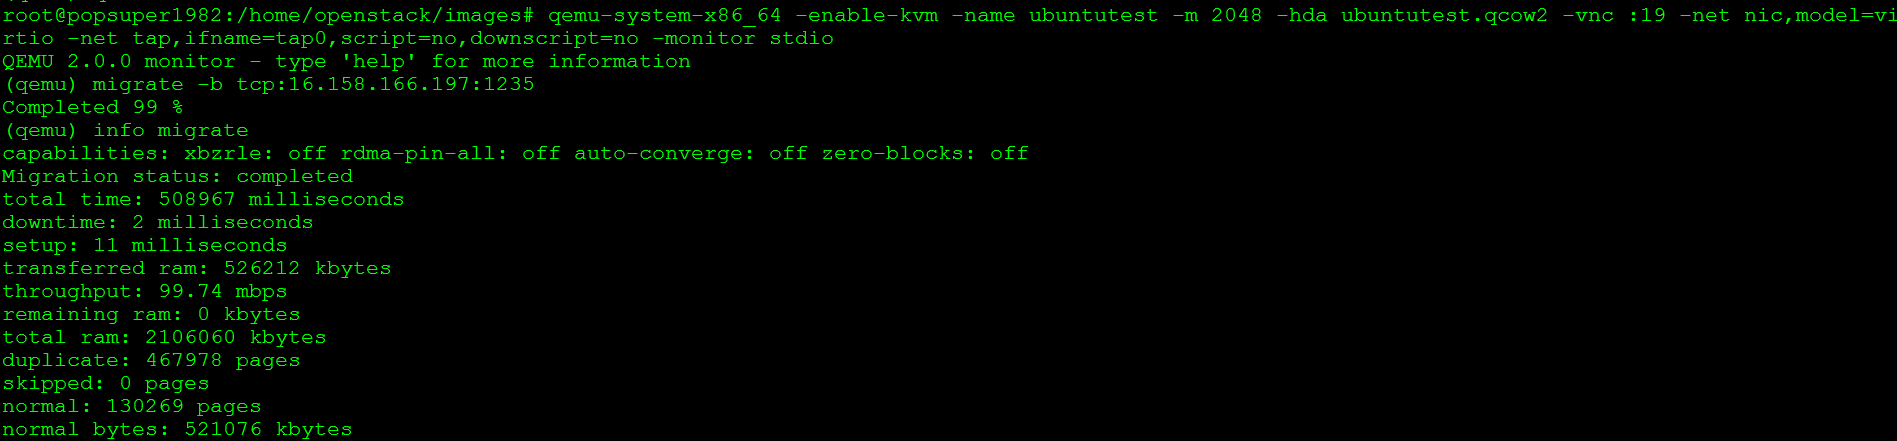 root@popsuper1982:/home/openstack/images# qemu-system-x86_64 -enable-kvm -name ubuntutest -m 2048 -hda ubuntutest.qcow2 -vnc :19 -net nic,model=vi
rtio -net tap,ifname=tap0,script=no,downscript=no -monitor stdio
QEMU 2.0.0 monitor - type 'help' for more information
(qemu) migrate -b tcp:16.158.166.197:1235
Completed 99 %
(qemu) info migrate
capabilities: xbzrle: off rdma-pin-all: off auto-converge: off zero-blocks: off
Migration status: completed
total time: 508967 milliseconds
downtime: 2 milliseconds
setup: 11 milliseconds
transferred ram: 526212 kbytes
throughput: 99.74 mbps
remaining ram: 0 kbytes
total ram: 2106060 kbytes
duplicate: 467978 pages
skipped: 0 pages
normal: 130269 pages
normal bytes: 521076 kbytes